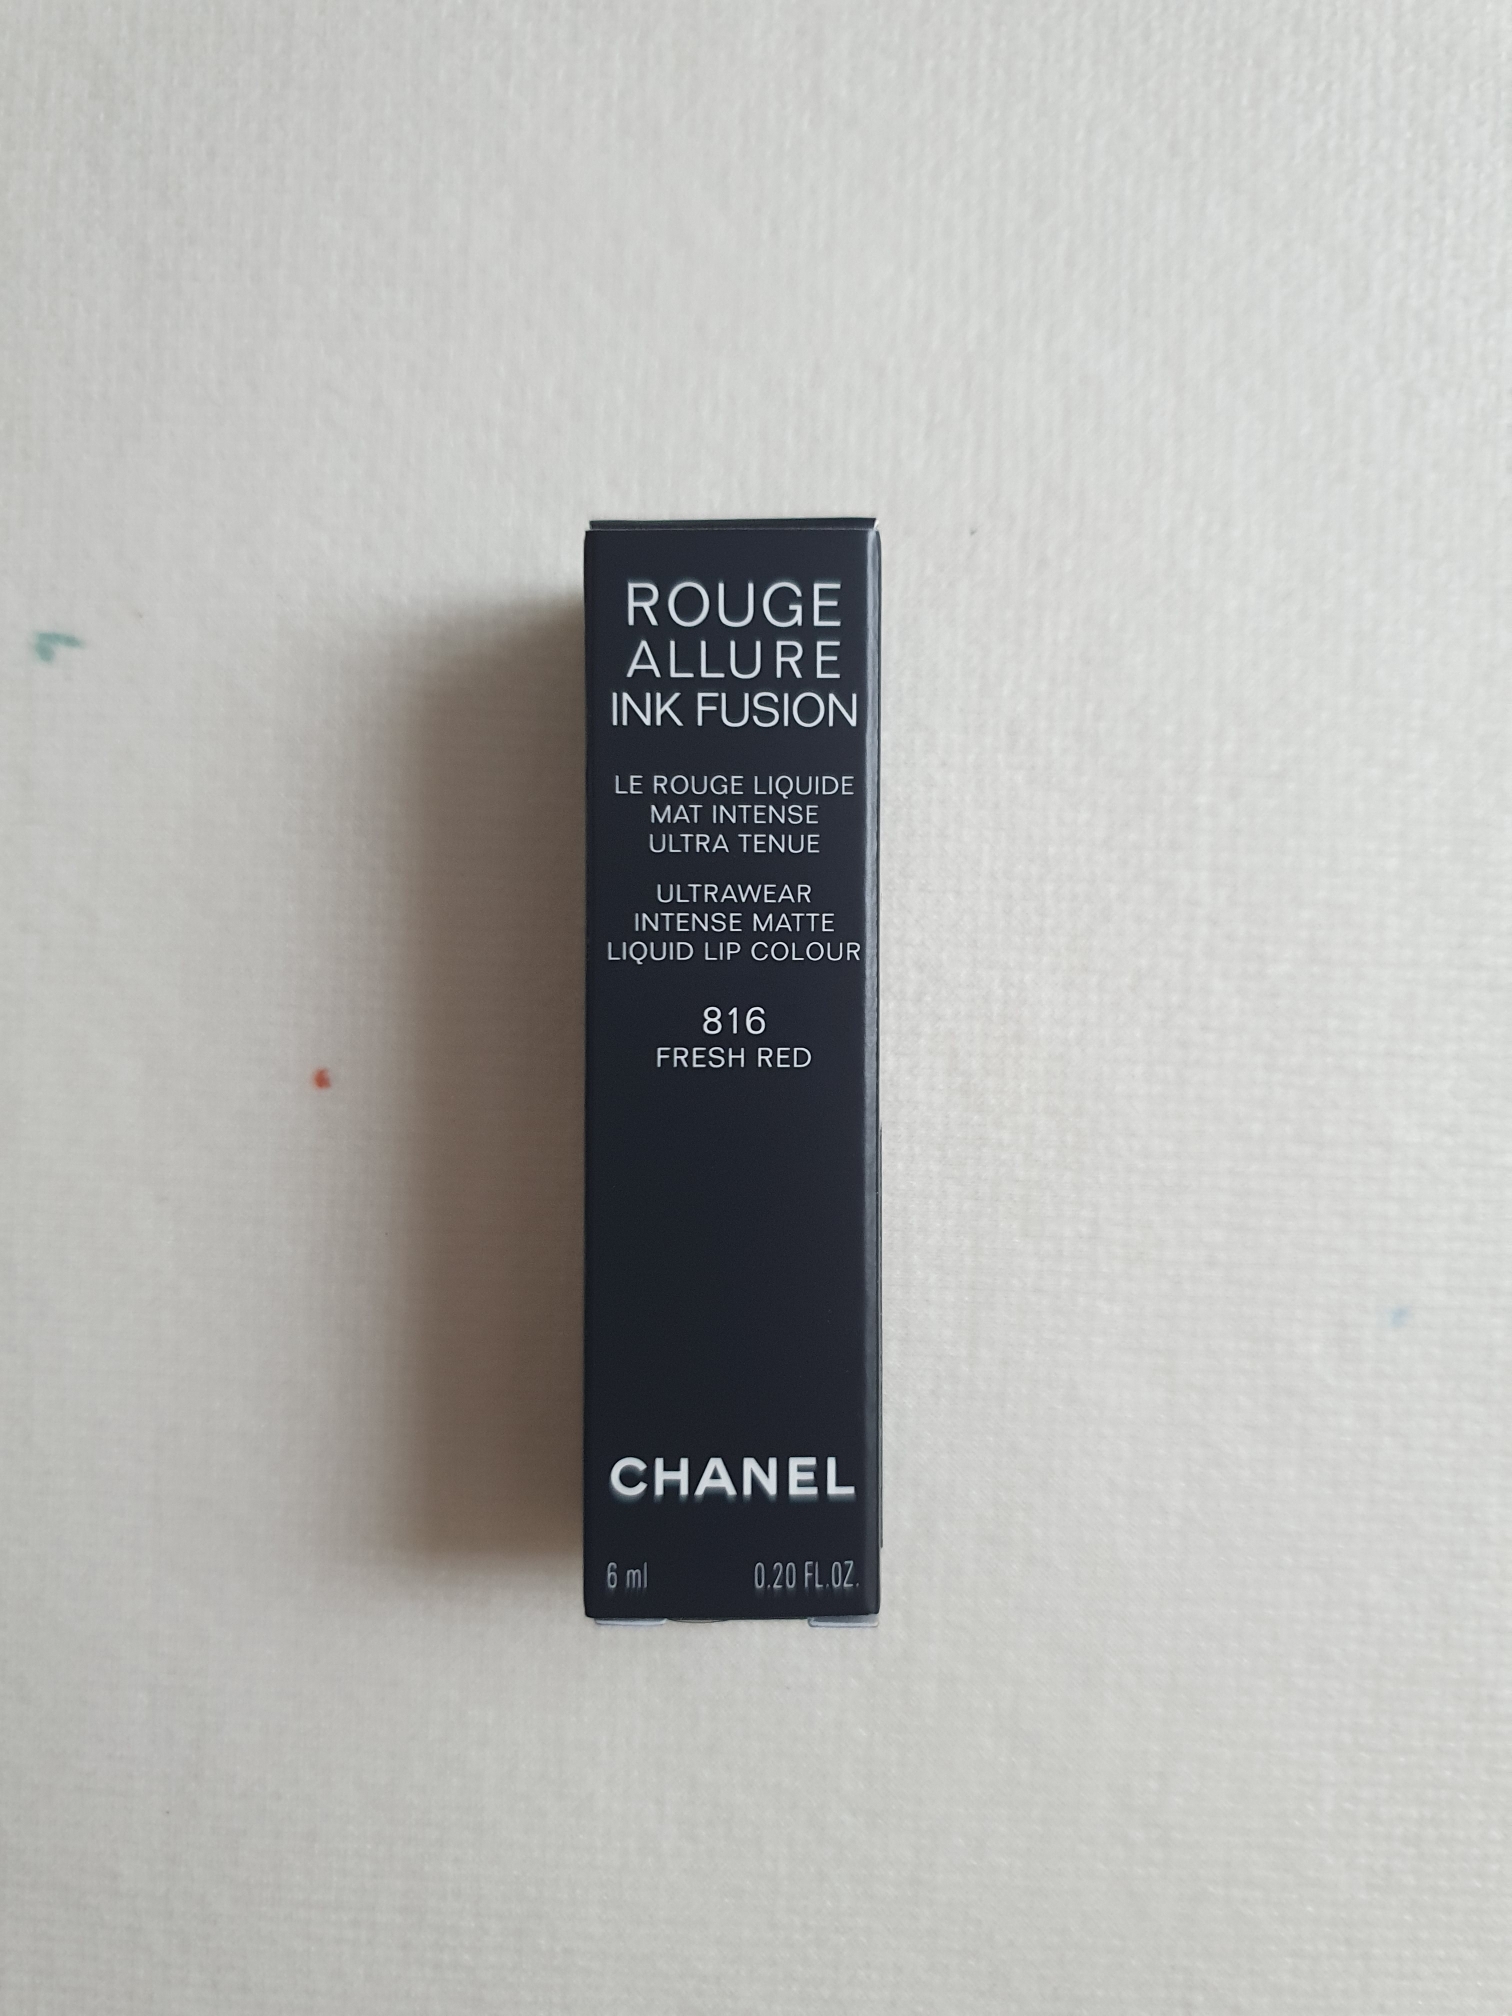 ROUGE
ALLURE
INK FUSION
LE ROUGE LIQUIDE
MAT INTENSE
ULTRA TENUE
ULTRAWEAR
INTENSE MATTE
LIQUID LIP COLOUR
816
FRESH RED
CHANEL
6 ml 0.20 FL.OZ.